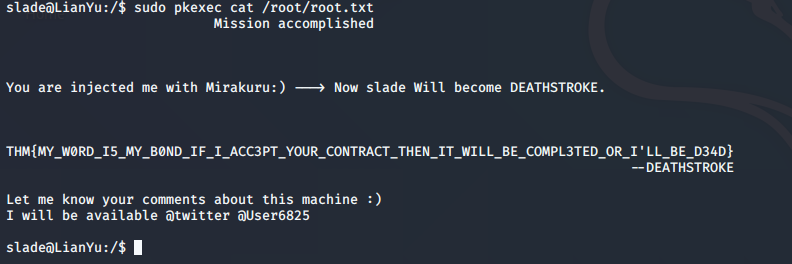 slade@LianYu:/$ sudo pkexec cat /root/root.txt
Mission accomplished
You are injected me with Mirakuru:) ---> Now slade Will become DEATHSTROKE.
THM{MY_W0RD_I5_MY_B0ND_IF_I_ACC3PT_YOUR_CONTRACT_THEN_IT_WILL_BE_COMPL3TED_OR_I'LL_BE_D34D}
--DEATHSTROKE
Let me know your comments about this machine :)
I will be available @twitter @User6825
slade@LianYu:/$